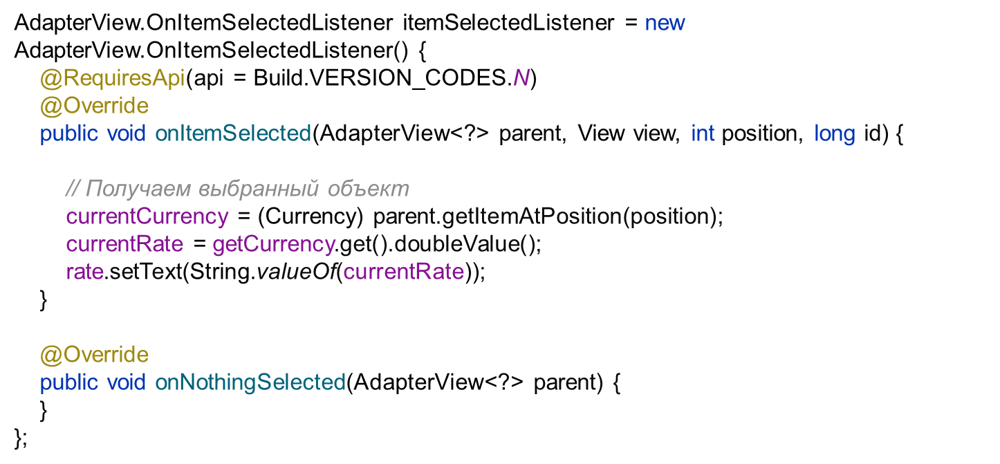 AdapterView.OnItemSelectedListener itemSelectedListener = new
AdapterView.OnItemSelectedListener() {
@RequiresApi(api = Build.VERSION_CODES.N)
@Override
public void onItemSelected(AdapterView<?> parent, View view, int position, long id) {
// Получаем выбранный объект
currentCurrency = (Currency) parent.getItemAtPosition(position);
currentRate = getCurrency.get().doubleValue();
rate.setText(String.valueOf(currentRate));
}
@Override
public void onNothingSelected(AdapterView<?> parent) {
}
};